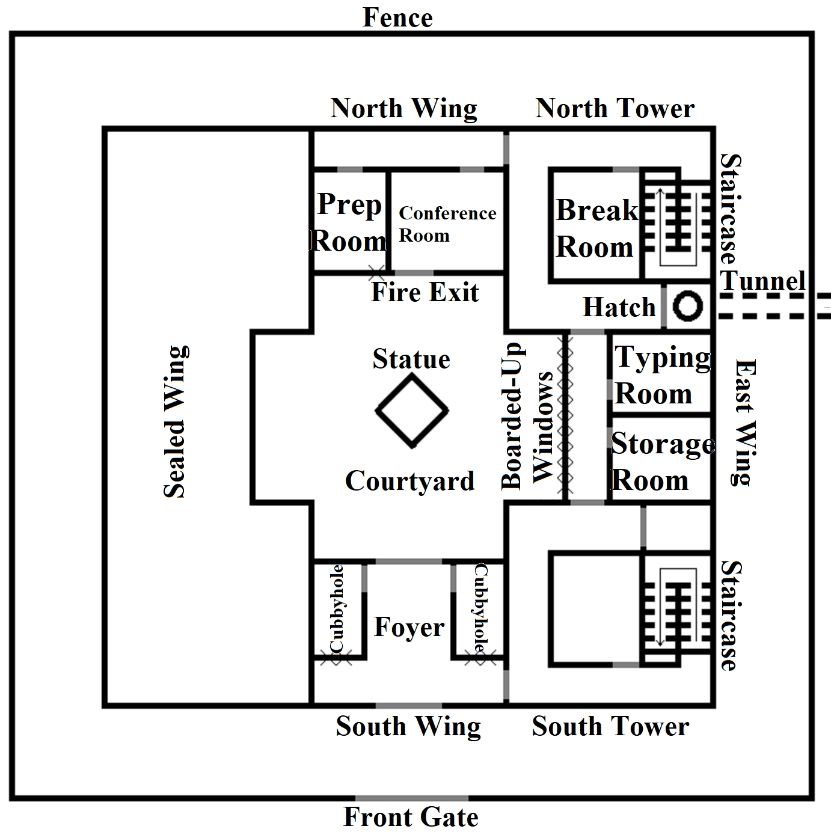 Fence
North Wing
North Tower
Staircase
Prep
Room
Conference
Room
Break
Room
Tunnel
Fire Exit
Hatch
Statue
Typing
Room
Boarded-Up
Windows
East Wing
Sealed Wing
Storage
Room
Courtyard
Cubbyhole
Cubbyhole
Foyer
Staircase
South Wing
South Tower
Front Gate